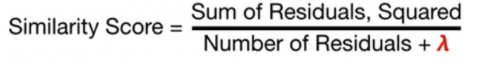 Similarity Score = Sum of Residuals, Squared / Number of Residuals + λ